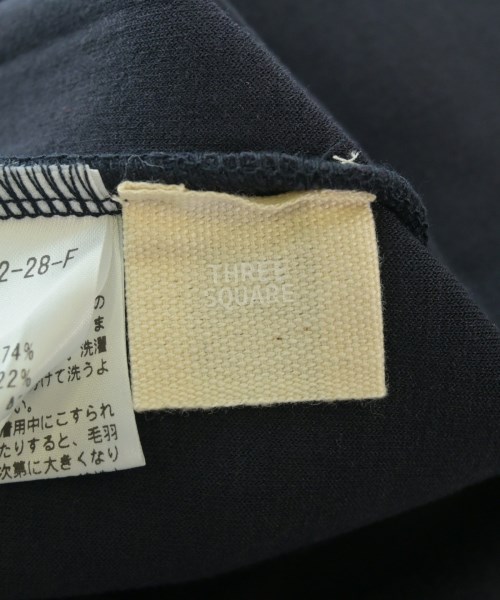 2-28-F
THREE
SQUARE
の
ま
74%
洗濯
22%
けて洗うよ
い。
着用中にこすられ
たりすると、毛羽
次第に大きくなり